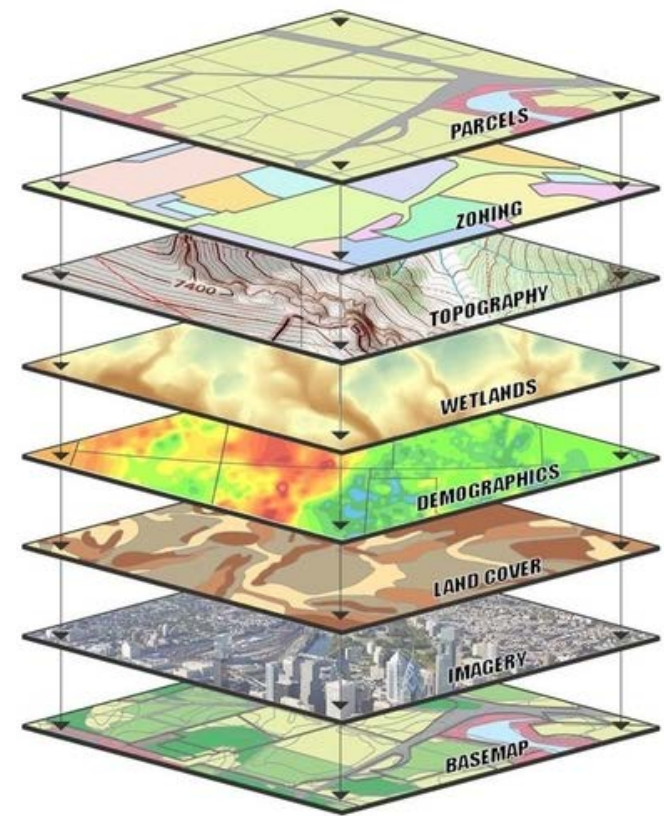 PARCELS
ZONING
7400
TOPOGRAPHY
WETLANDS
DEMOGRAPHICS
LAND COVER
IMAGERY
BASEMAP